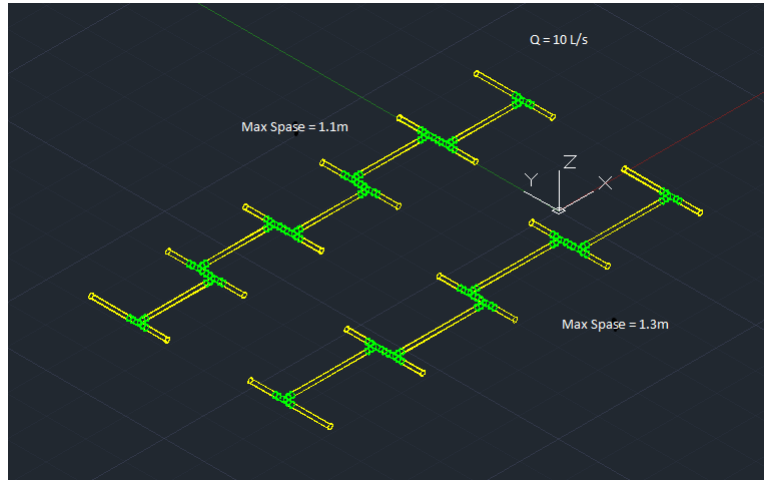 Q = 10 L/s
Max Spase = 1.1m
Z
Y
X
Max Spase = 1.3m